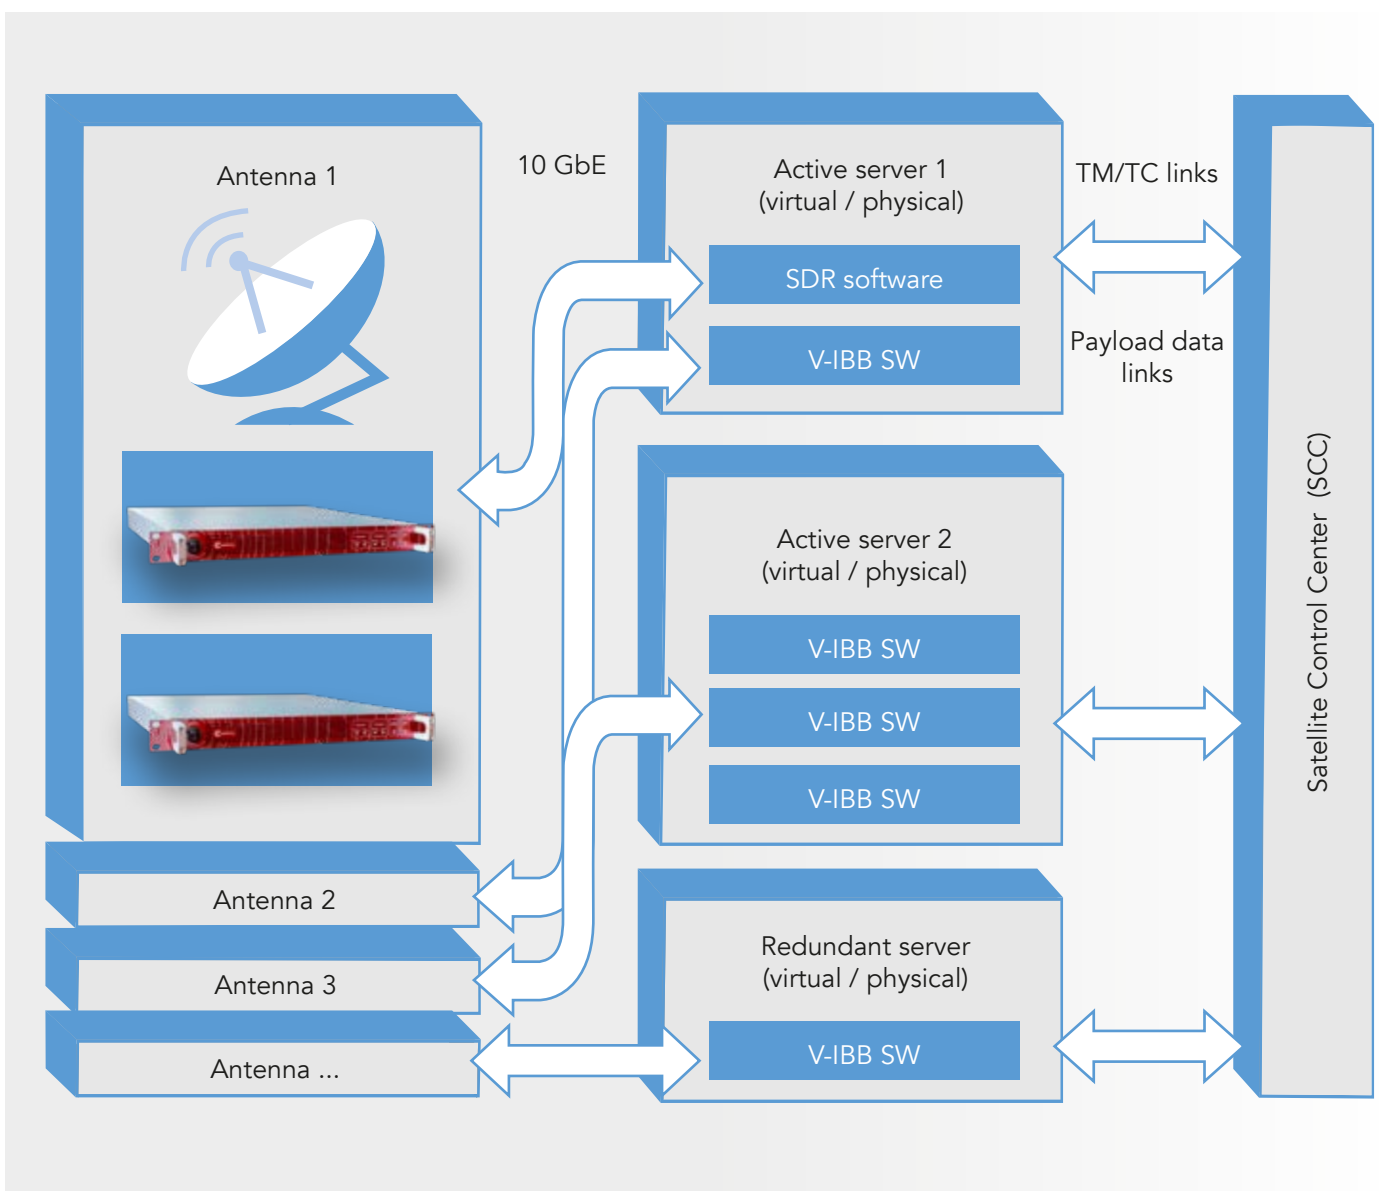 Antenna 1
10 GbE
Active server 1
(virtual / physical)
SDR software
V-IBB SW
TM/TC links
Payload data
links
Active server 2
(virtual / physical)
V-IBB SW
V-IBB SW
V-IBB SW
Antenna 2
Antenna 3
Antenna ...
Redundant server
(virtual / physical)
V-IBB SW
Satellite Control Center (SCC)